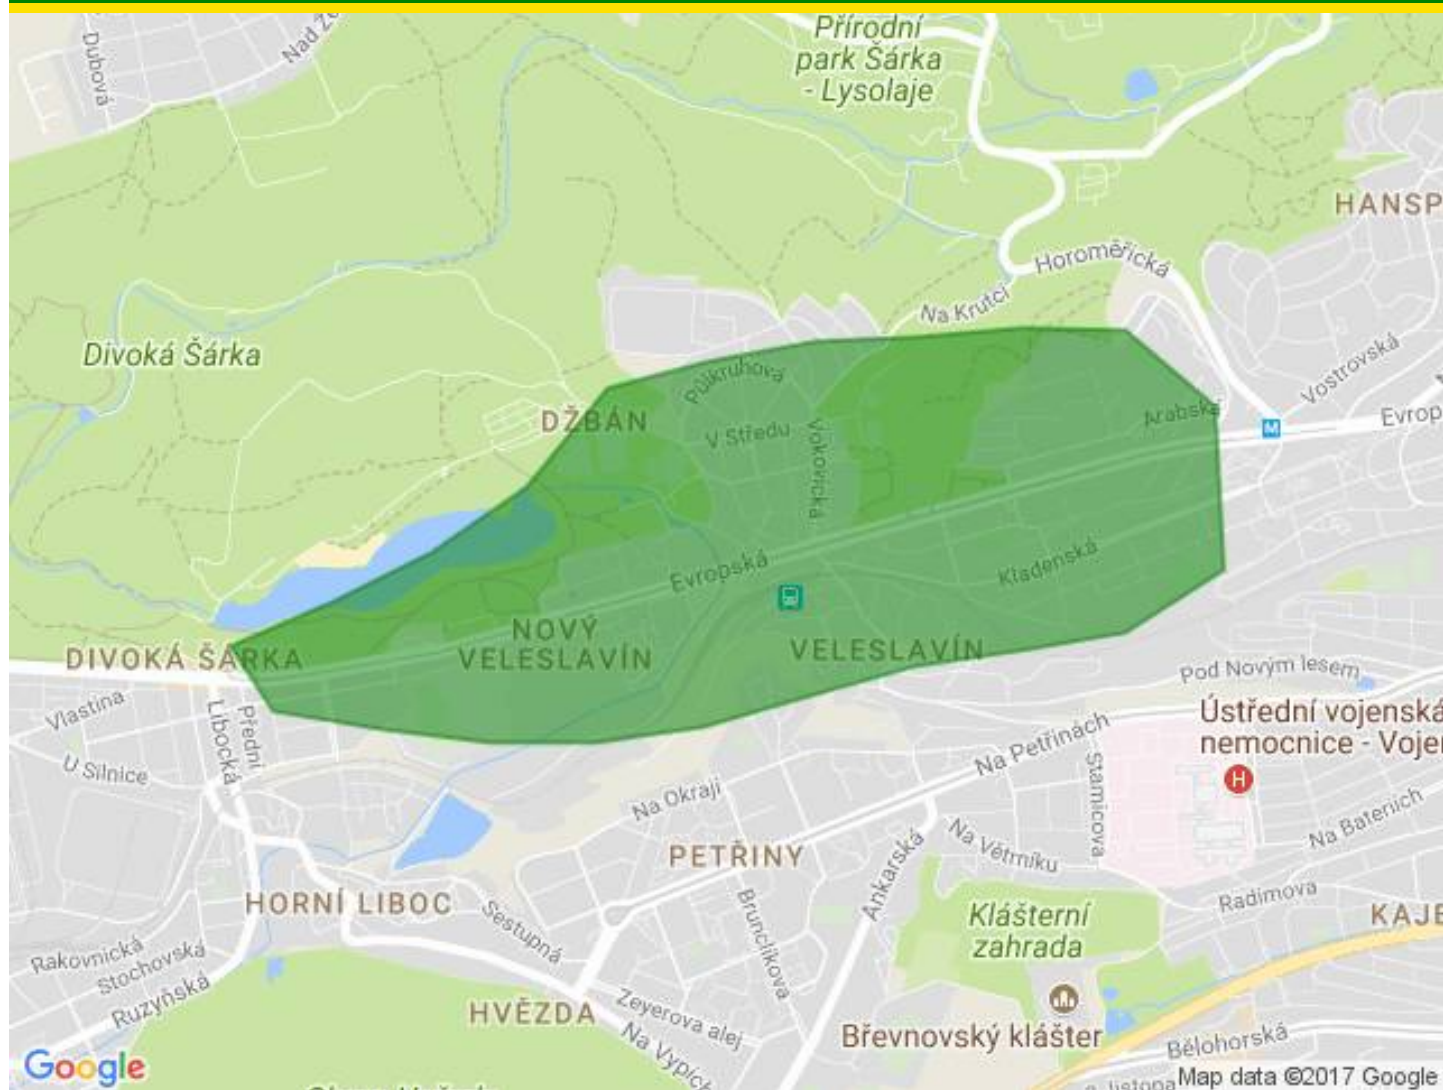 Dubová
Přírodní
park Šárka
- Lysolaje
HANSP
Horoměřická
Na Krutci
Divoká Šárka
Vostrovská
Půlkruhová
DŽBÁN
V Středu
Vokovická
Arabská
M
Evrop
Evropská
Kladenská
NOVÝ
VELESLAVÍN
VELESLAVÍN
DIVOKÁ ŠÁRKA
Pod Novým lesem
Vlastina
Libocká
Přední
Ústřední vojenská
nemocnice - Vojen
H
U Silnice
Na Petřinách
Stamicova
Na Okraji
Na Bateriích
PETŘINY
Ankarská
Na Větrníku
Radimova
HORNÍ LIBOC
Sestupná
Brunclíkova
Klášterní
zahrada
KAJE
Rakovnická
Stochovská
Ruzyňská
HVĚZDA
Zeyerova alej
Břevnovský klášter
Na Vypich
Bělohorská
Google
listopa
Map data ©2017 Google